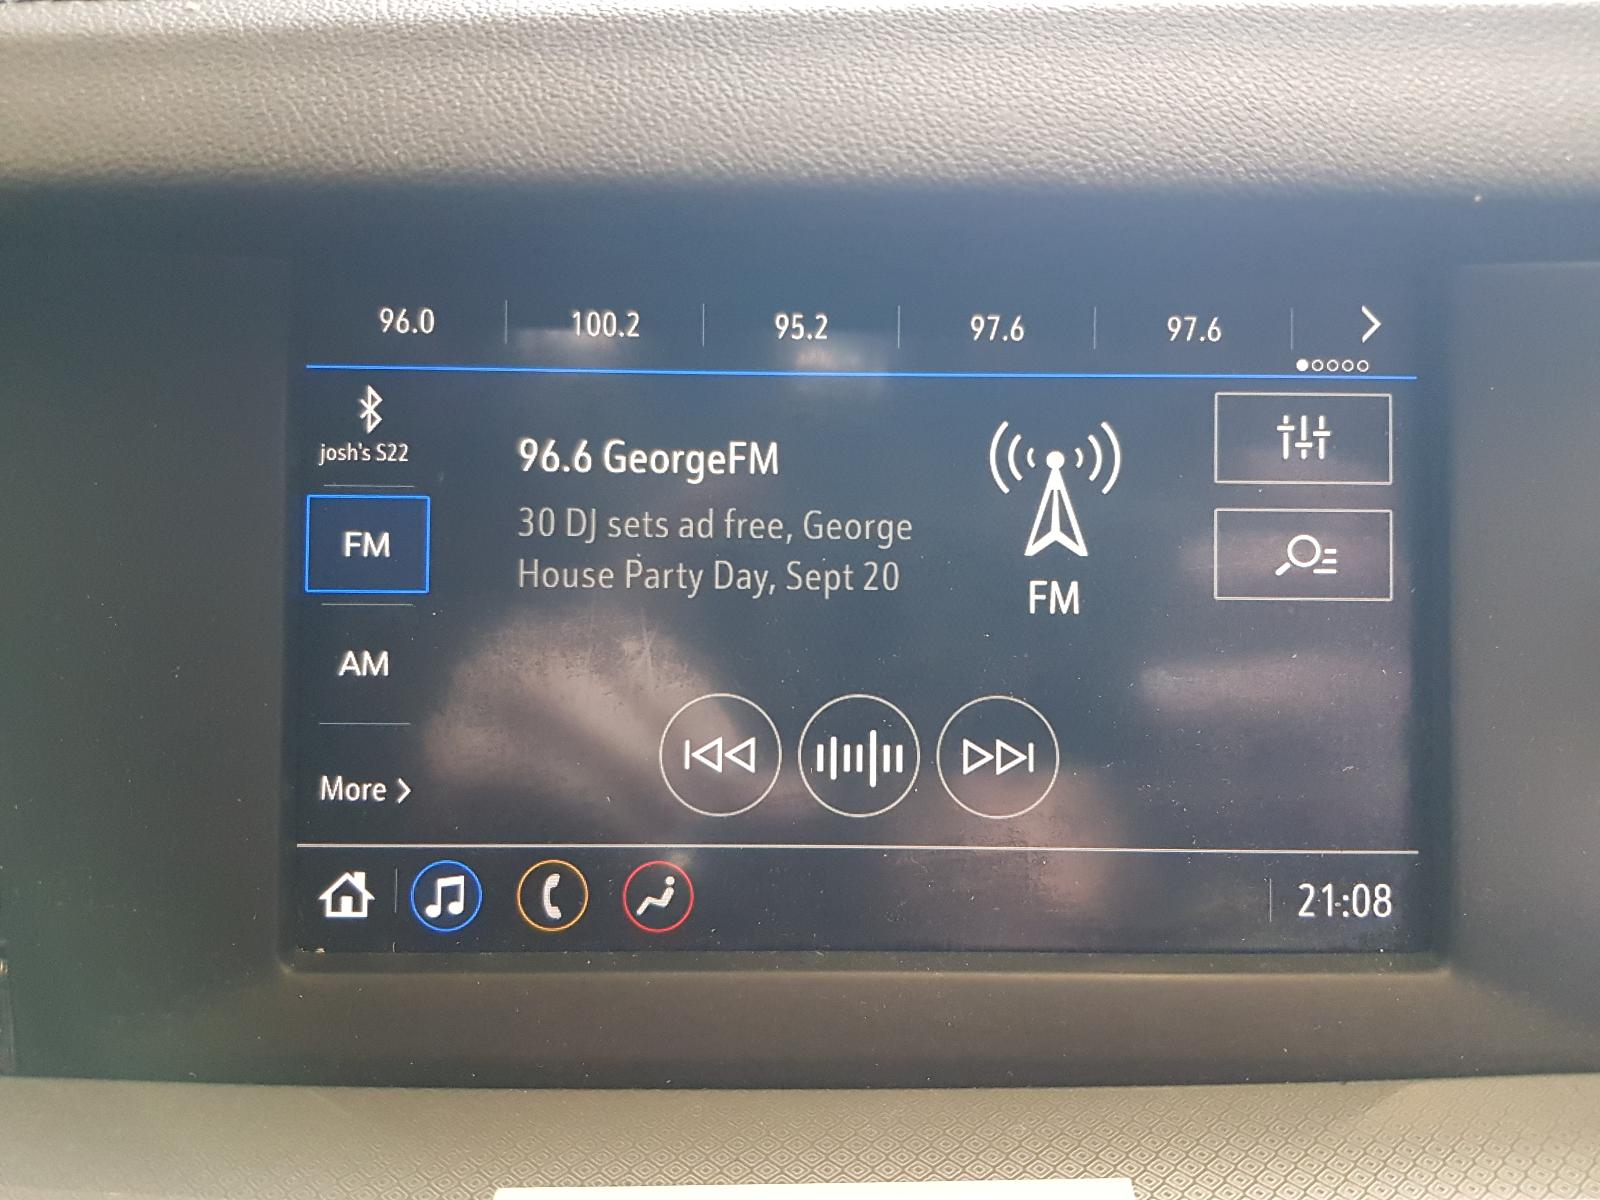 96.0 100.2 95.2 97.6 97.6
josh's S22
96.6 GeorgeFM
30 DJ sets ad free, George
House Party Day, Sept 20
FM
FM
AM
More
21:08